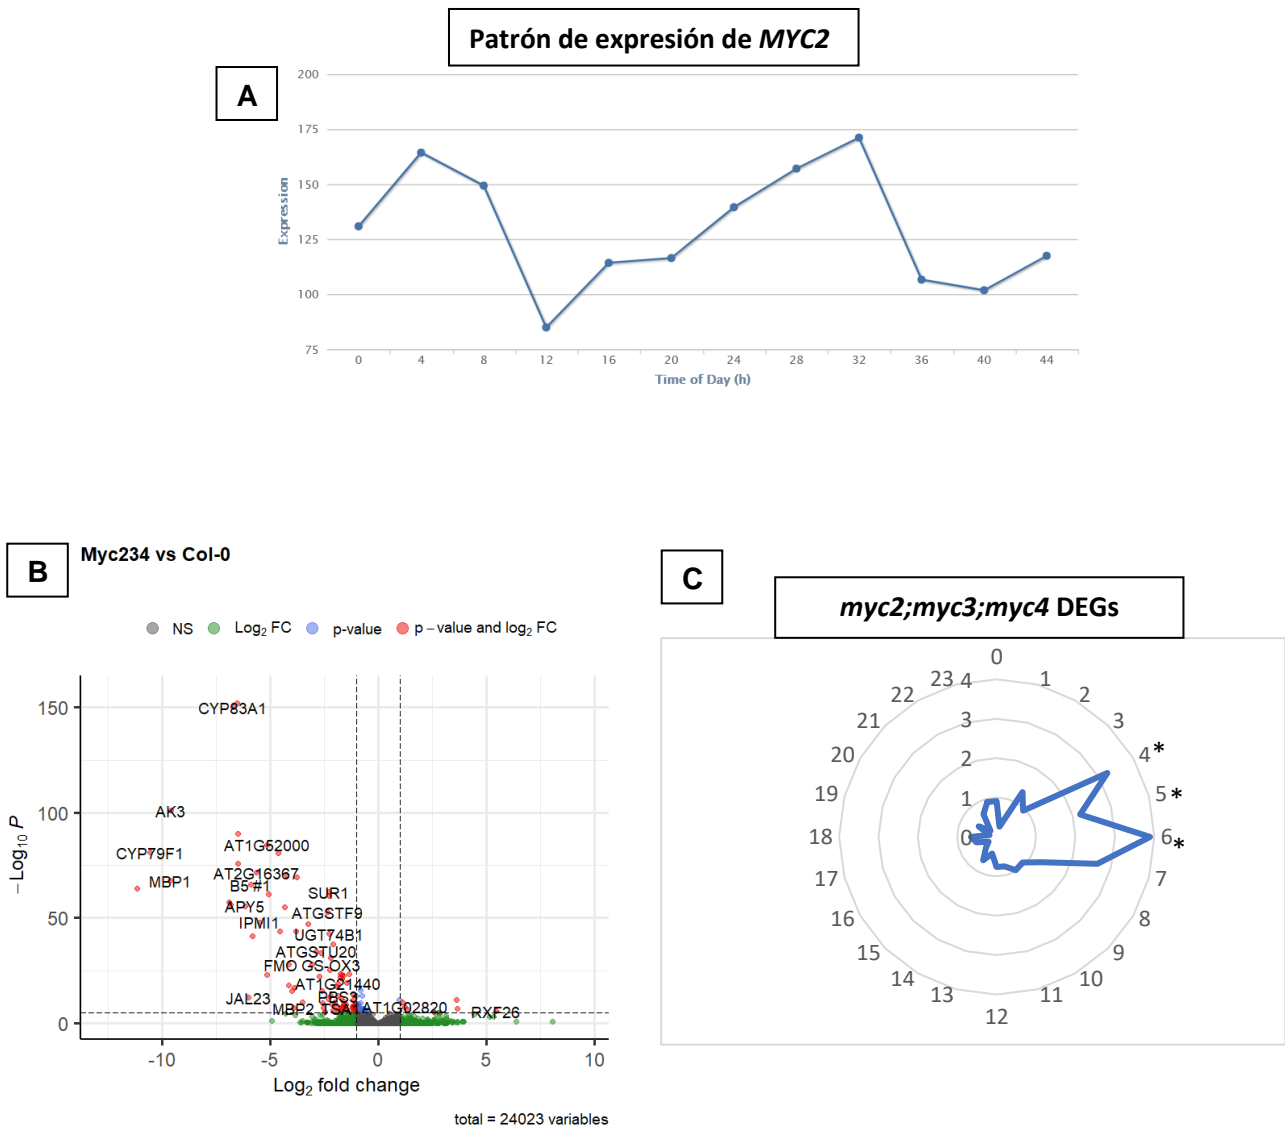 Patrón de expresión de MYC2
A
200
175
150
125
100
75
Expression
0 4 8 12 16 20 24 28 32 36 40 44
Time of Day (h)
B
Myc234 vs Col-0
NS Log2 FC p-value p – value and log2 FC
150
100
50
0
– Log10 P
CYP83A1
AK3
AT1G52000
CYP79F1
AT2G16367
MBP1
B5 #1
SUR1
APY5
ATGSTF9
IPMI1
UGT74B1
ATGSTU20
FMO GS-OX3
AT1G21440
JAL23
PBS3
MBP2
TSA1
AT1G02820
RXF26
-10 -5 0 5 10
Log2 fold change
total = 24023 variables
C
myc2;myc3;myc4 DEGs
0
1
2
3
4*
5*
6*
7
8
9
10
11
12
13
14
15
16
17
18
19
20
21
22
23
4
3
2
1
0